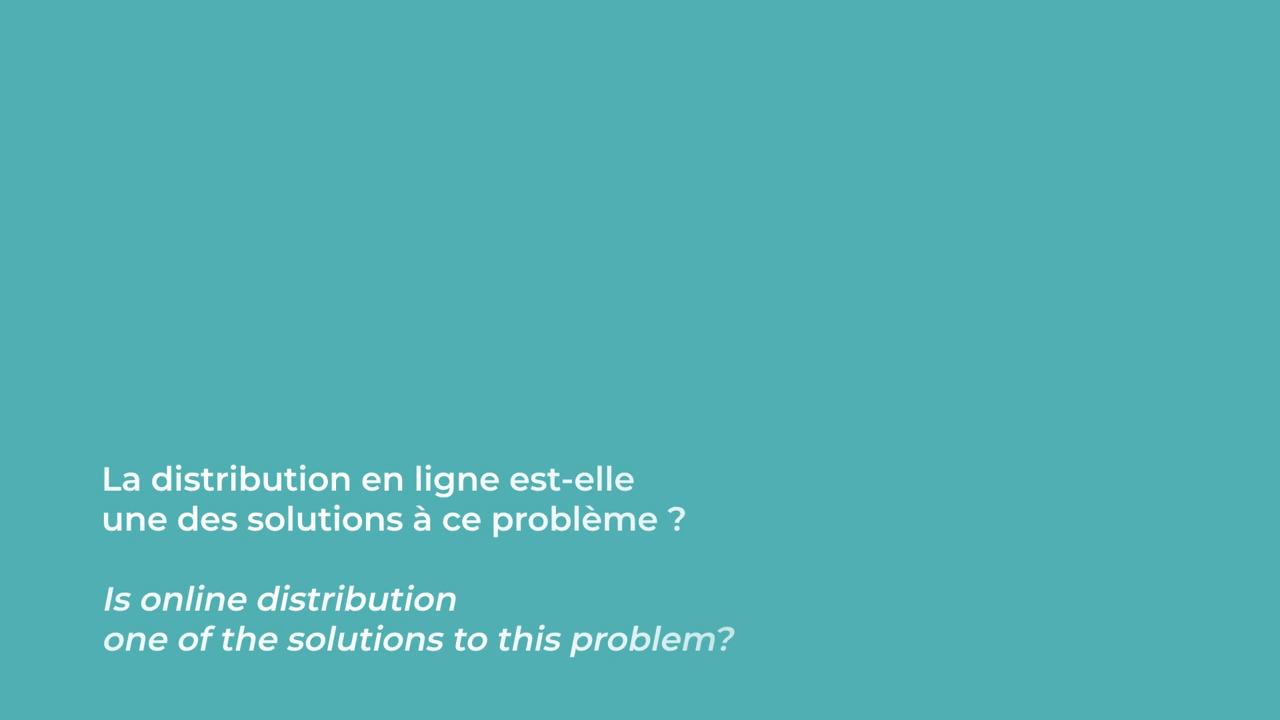 La distribution en ligne est-elle
une des solutions à ce problème ?
Is online distribution
one of the solutions to this problem?